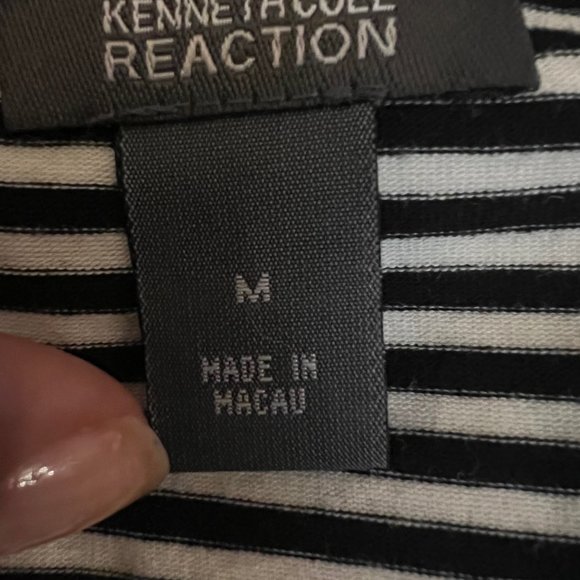 KENNETH COLE
REACTION
M
MADE IN
MACAU